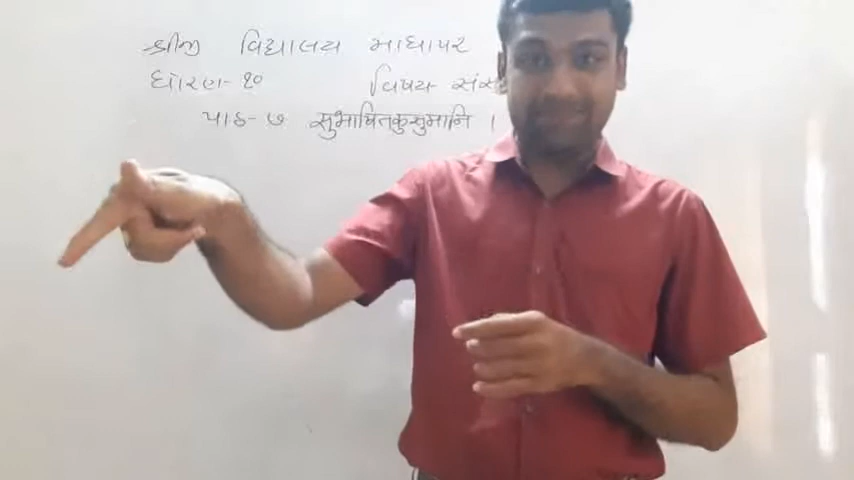 શ્રીજી વિદ્યાલય માધાપર
ધોરણ- ૧૦ વિષય- સંસ્
પાઠ- ૭ सुभाषितकुसुमानि ।